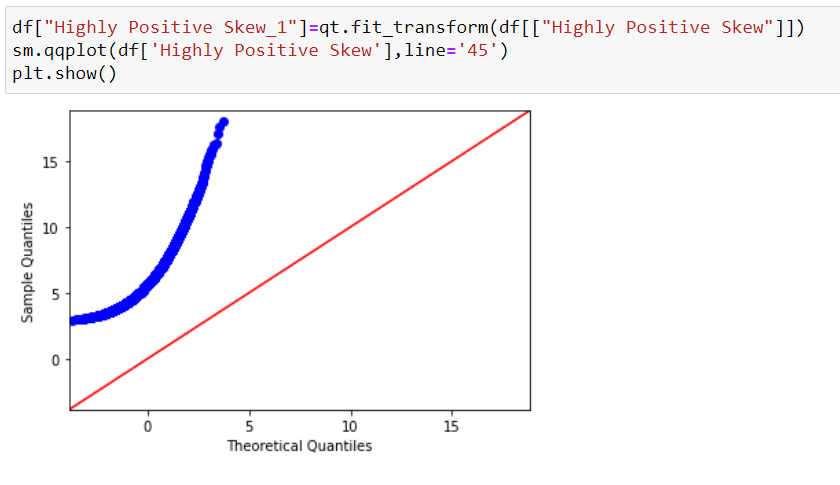 df["Highly Positive Skew_1"]=qt.fit_transform(df[["Highly Positive Skew"]])
sm.qqplot(df['Highly Positive Skew'],line='45')
plt.show()
15
10
5
0
Sample Quantiles
0 5 10 15
Theoretical Quantiles